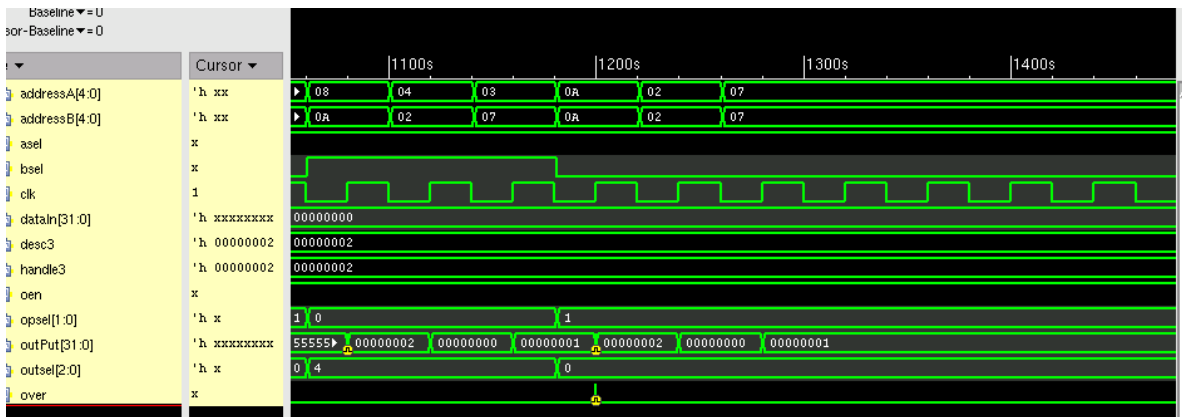 Baseline ▼= 0
sor-Baseline ▼= 0
Cursor ▼ 1100s 1200s 1300s 1400s
addressA[4:0] 'h xx 08 04 03 0A 02 07
addressB[4:0] 'h xx 0A 02 07 0A 02 07
asel x
bsel x
clk 1
dataIn[31:0] 'h xxxxxxxx 00000000
desc3 'h 00000002 00000002
handle3 'h 00000002 00000002
oen x
opsel[1:0] 'h x 1 0 1
outPut[31:0] 'h xxxxxxxx 55555 00000002 00000000 00000001 00000002 00000000 00000001
outsel[2:0] 'h x 0 4 0
over x